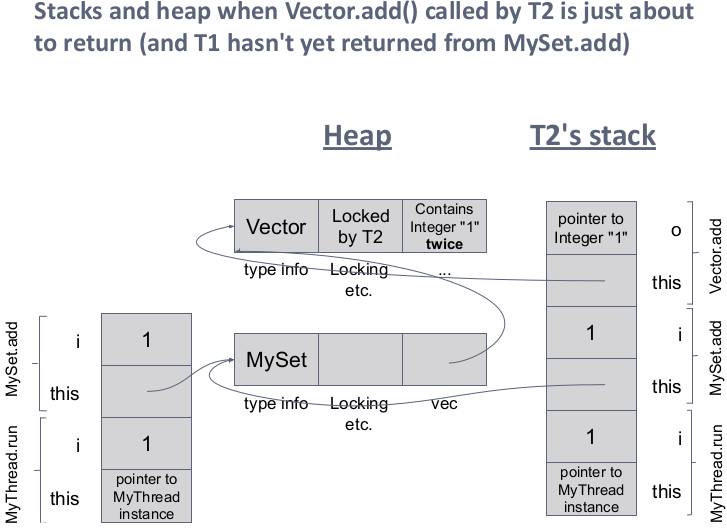 Stacks and heap when Vector.add() called by T2 is just about
to return (and T1 hasn't yet returned from MySet.add)
Heap
T2's stack
Vector
Locked
by T2
Contains
Integer "1"
twice
type info
Locking
etc.
...
MySet
type info
Locking
etc.
vec
MySet.add
i
1
this
MyThread.run
i
1
this
pointer to
MyThread
instance
pointer to
Integer "1"
o
this
Vector.add
1
i
this
MySet.add
1
i
pointer to
MyThread
instance
this
MyThread.run